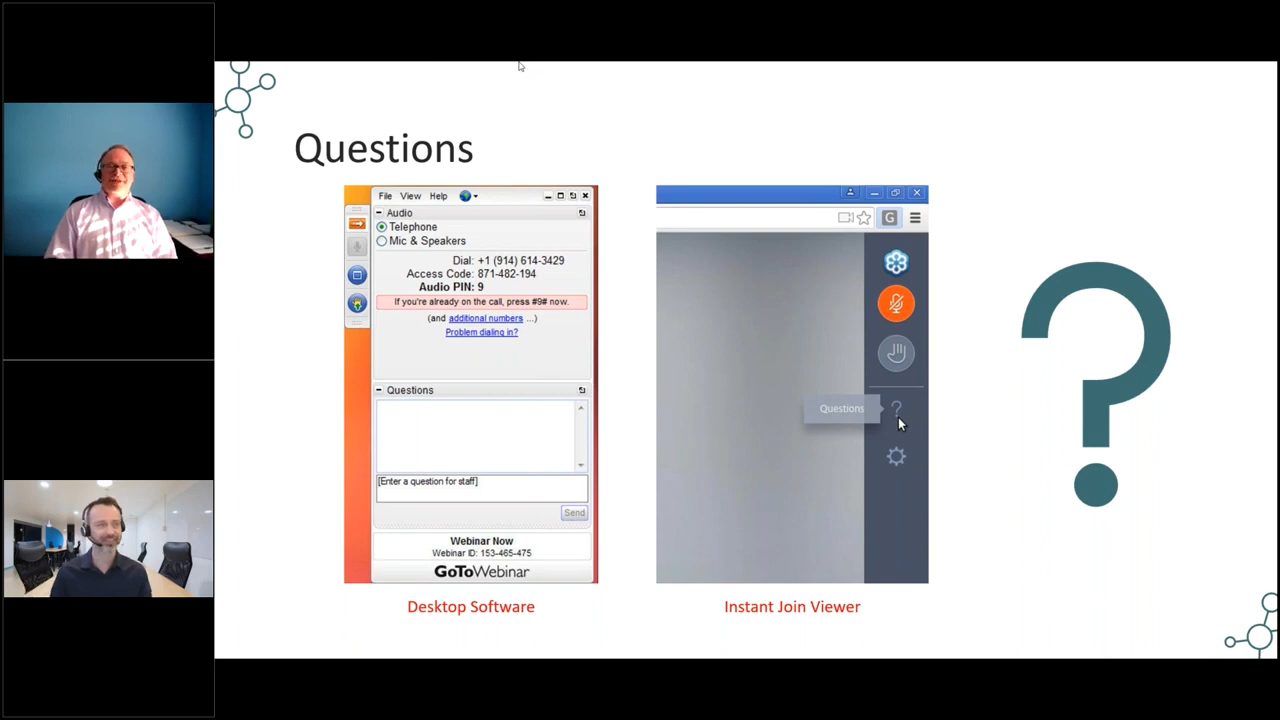 Questions
File View Help
Audio
Telephone
Mic & Speakers
Dial: +1 (914) 614-3429
Access Code: 871-482-194
Audio PIN: 9
If you're already on the call, press #9# now.
(and additional numbers ...)
Problem dialing in?
Questions
[Enter a question for staff]
Send
Webinar Now
Webinar ID: 153-465-475
GoToWebinar
Desktop Software
G
Questions
?
Instant Join Viewer
?